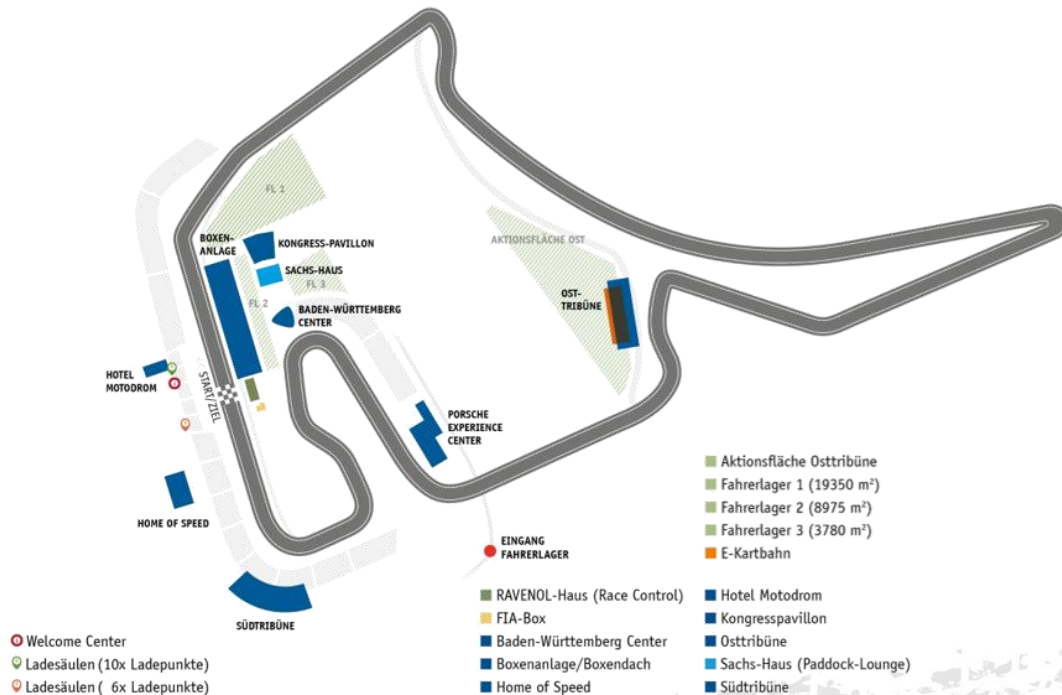 FL 1
BOXEN-
ANLAGE
KONGRESS-PAVILLON
AKTIONSFLÄCHE OST
SACHS-HAUS
FL 3
FL 2
OST-
TRIBÜNE
BADEN-WÜRTTEMBERG
CENTER
HOTEL
MOTODROM
START/ZIEL
PORSCHE
EXPERIENCE
CENTER
HOME OF SPEED
EINGANG
FAHRERLAGER
SÜDTRIBÜNE
Aktionsfläche Osttribüne
Fahrerlager 1 (19350 m²)
Fahrerlager 2 (8975 m²)
Fahrerlager 3 (3780 m²)
E-Kartbahn
Welcome Center
Ladesäulen (10x Ladepunkte)
Ladesäulen ( 6x Ladepunkte)
RAVENOL-Haus (Race Control)
FIA-Box
Baden-Württemberg Center
Boxenanlage/Boxendach
Home of Speed
Hotel Motodrom
Kongresspavillon
Osttribüne
Sachs-Haus (Paddock-Lounge)
Südtribüne